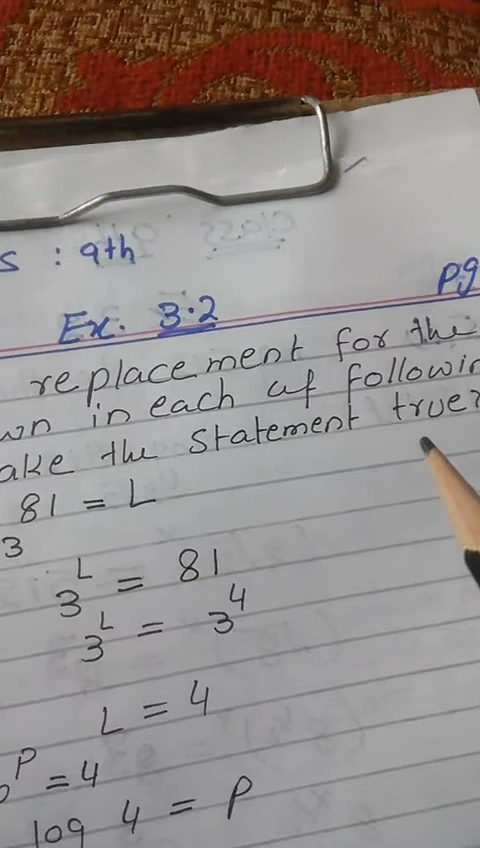 s : 9th
pg
Ex. 3.2
replacement for the
wn in each of followin
ake the statement true?
81 = L
3
3^L = 81
3^L = 3^4
L = 4
P = 4
log 4 = P